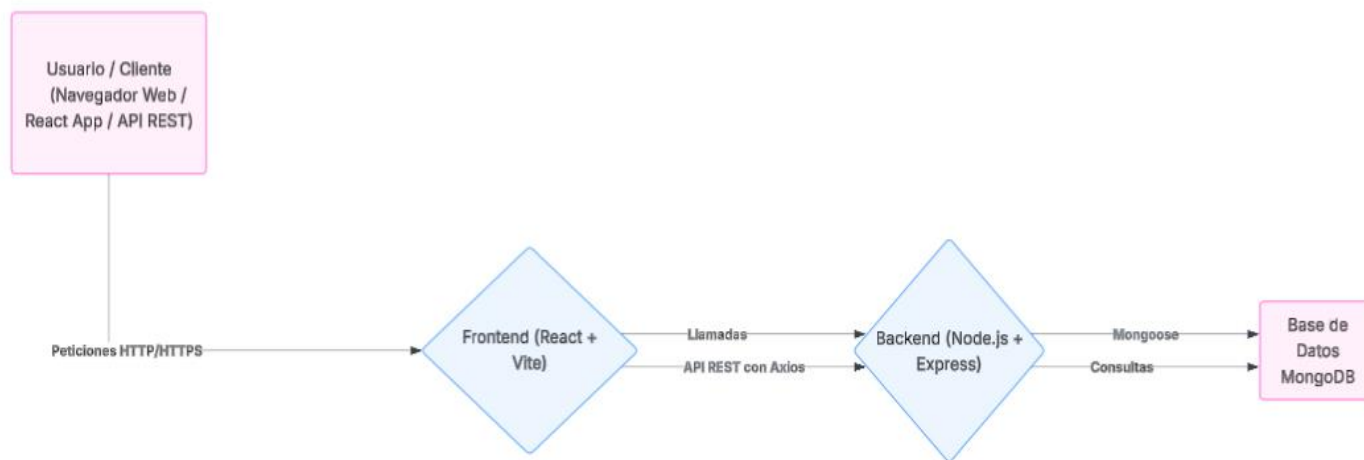 Usuario / Cliente
(Navegador Web /
React App / API REST)
Peticiones HTTP/HTTPS
Frontend (React +
Vite)
Llamadas
API REST con Axios
Backend (Node.js +
Express)
Mongoose
Consultas
Base de
Datos
MongoDB